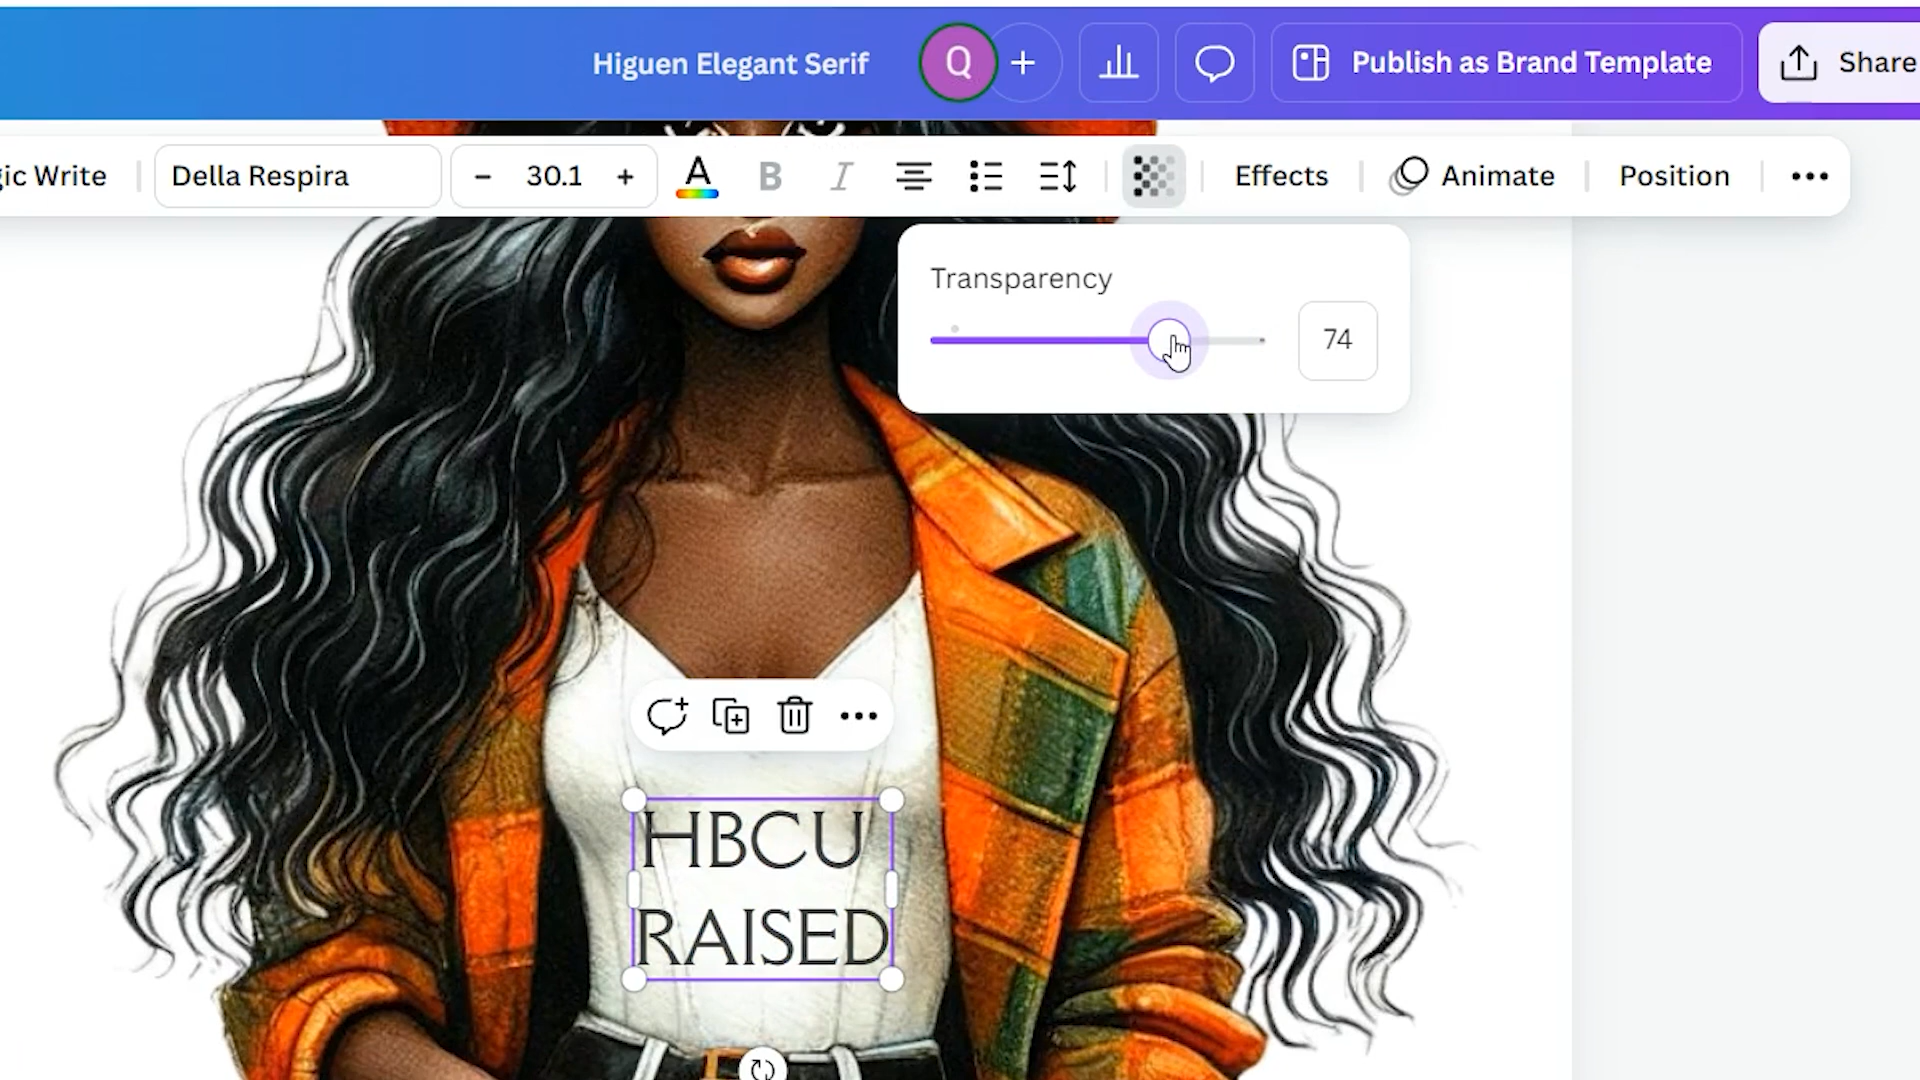 Higuen Elegant Serif
Q
Publish as Brand Template
Share
ic Write
Della Respira
30.1
A
B
I
Effects
Animate
Position
Transparency
74
HBCU
RAISED